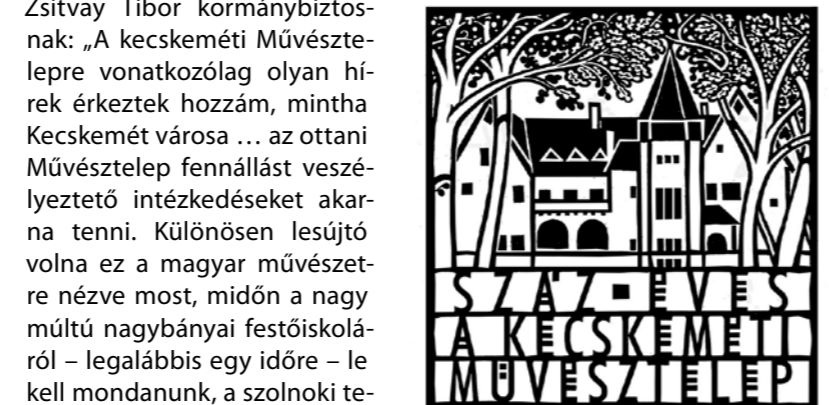 Zsitvay Tibor kormánybiztos-
nak: „A kecskeméti Művészte-
lepre vonatkozólag olyan hí-
rek érkeztek hozzám, mintha
Kecskemét városa … az ottani
Művésztelep fennállást veszé-
lyeztető intézkedéseket akar-
na tenni. Különösen lesújtó
volna ez a magyar művészet-
re nézve most, midőn a nagy
múltú nagybányai festőiskolá-
ról – legalábbis egy időre – le
kell mondanunk, a szolnoki te-
SZÁZ ▪ ÉVES
A KECSKEMÉTI
MŰVÉSZTELEP